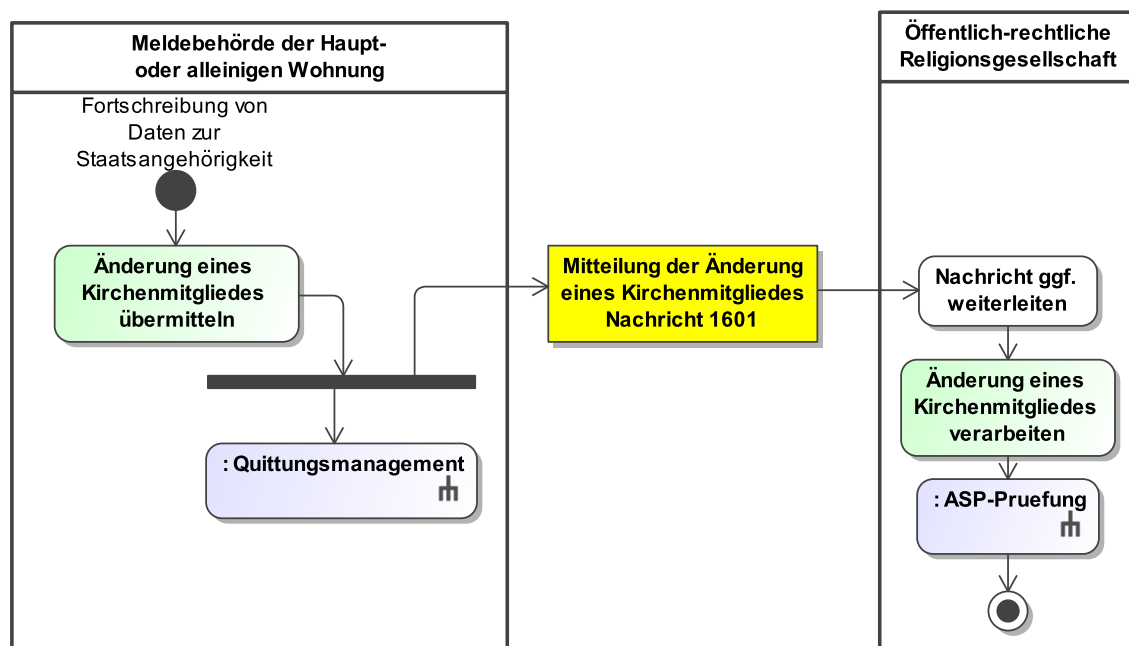 Meldebehörde der Haupt-
oder alleinigen Wohnung
Fortschreibung von
Daten zur
Staatsangehörigkeit
Änderung eines
Kirchenmitgliedes
übermitteln
: Quittungsmanagement
Mitteilung der Änderung
eines Kirchenmitgliedes
Nachricht 1601
Öffentlich-rechtliche
Religionsgesellschaft
Nachricht ggf.
weiterleiten
Änderung eines
Kirchenmitgliedes
verarbeiten
: ASP-Pruefung